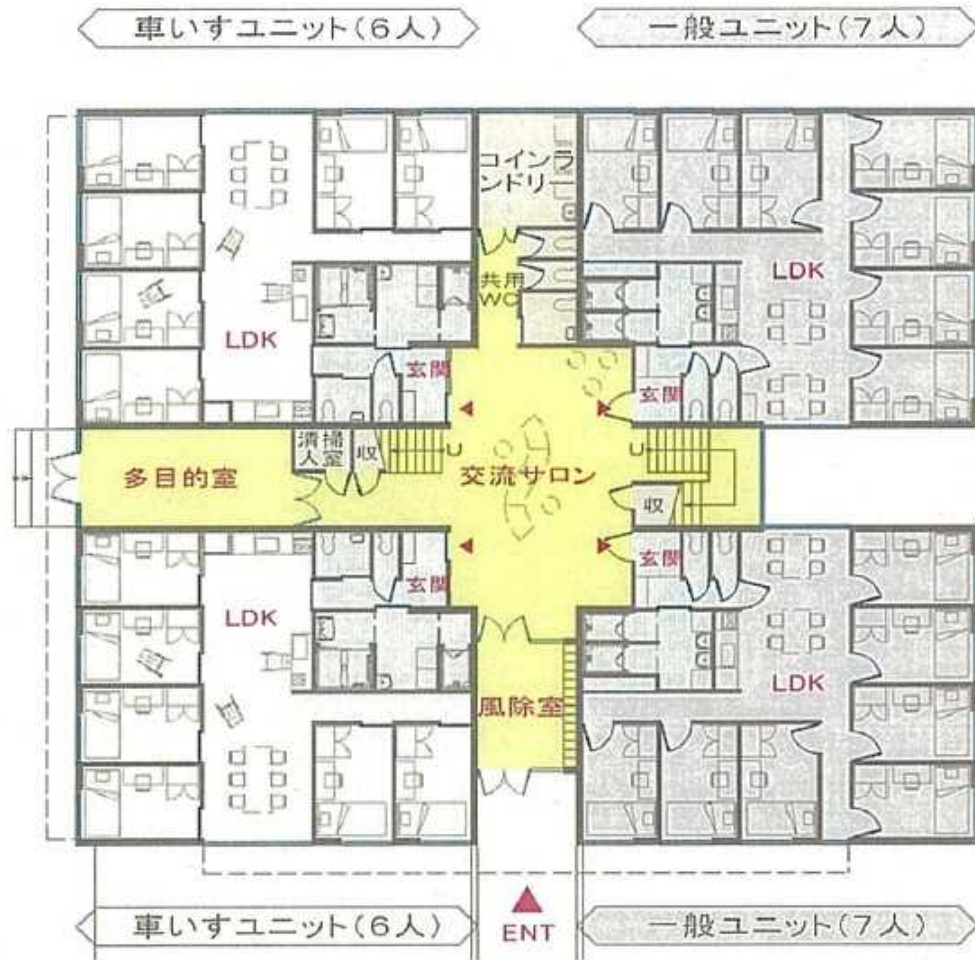 車いすユニット(6人)
一般ユニット(7人)
コインラ
ンドリー
共用
WC
LDK
LDK
玄関
玄関
多目的室
清掃
人室
収
U
交流サロン
U
収
玄関
玄関
LDK
LDK
風除室
車いすユニット(6人)
ENT
一般ユニット(7人)